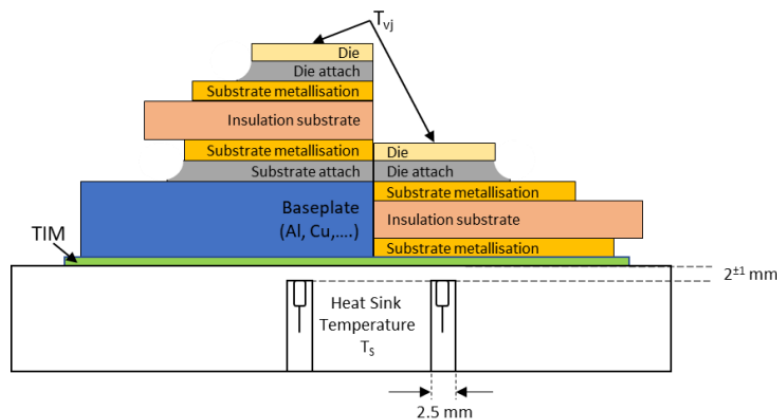 Tvj
Die
Die attach
Substrate metallisation
Insulation substrate
Substrate metallisation
Die
Substrate attach
Die attach
Baseplate
(Al, Cu,....)
Substrate metallisation
Insulation substrate
Substrate metallisation
TIM
2±1 mm
Heat Sink
Temperature
TS
2.5 mm